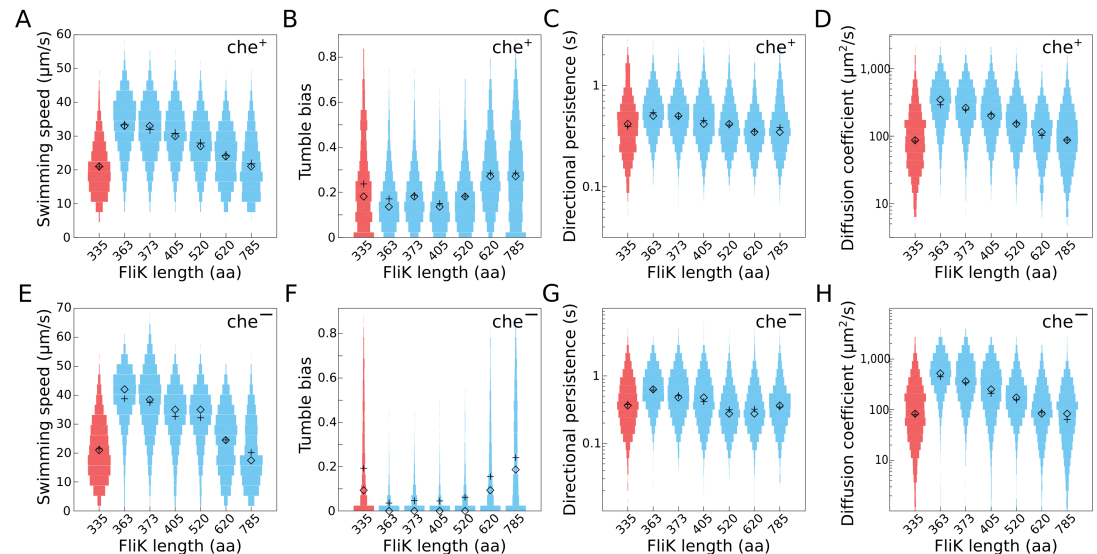 A
Swimming speed (µm/s)
60
50
40
30
20
10
0
che+
335 363 373 405 520 620 785
FliK length (aa)
B
Tumble bias
0.8
0.6
0.4
0.2
0
che+
335 363 373 405 520 620 785
FliK length (aa)
C
Directional persistence (s)
1
0.1
che+
335 363 373 405 520 620 785
FliK length (aa)
D
Diffusion coefficient (µm²/s)
1,000
100
10
che+
335 363 373 405 520 620 785
FliK length (aa)
E
Swimming speed (µm/s)
70
60
50
40
30
20
10
0
che−
335 363 373 405 520 620 785
FliK length (aa)
F
Tumble bias
0.8
0.6
0.4
0.2
0
che−
335 363 373 405 520 620 785
FliK length (aa)
G
Directional persistence (s)
1
0.1
che−
335 363 373 405 520 620 785
FliK length (aa)
H
Diffusion coefficient (µm²/s)
1,000
100
10
che−
335 363 373 405 520 620 785
FliK length (aa)